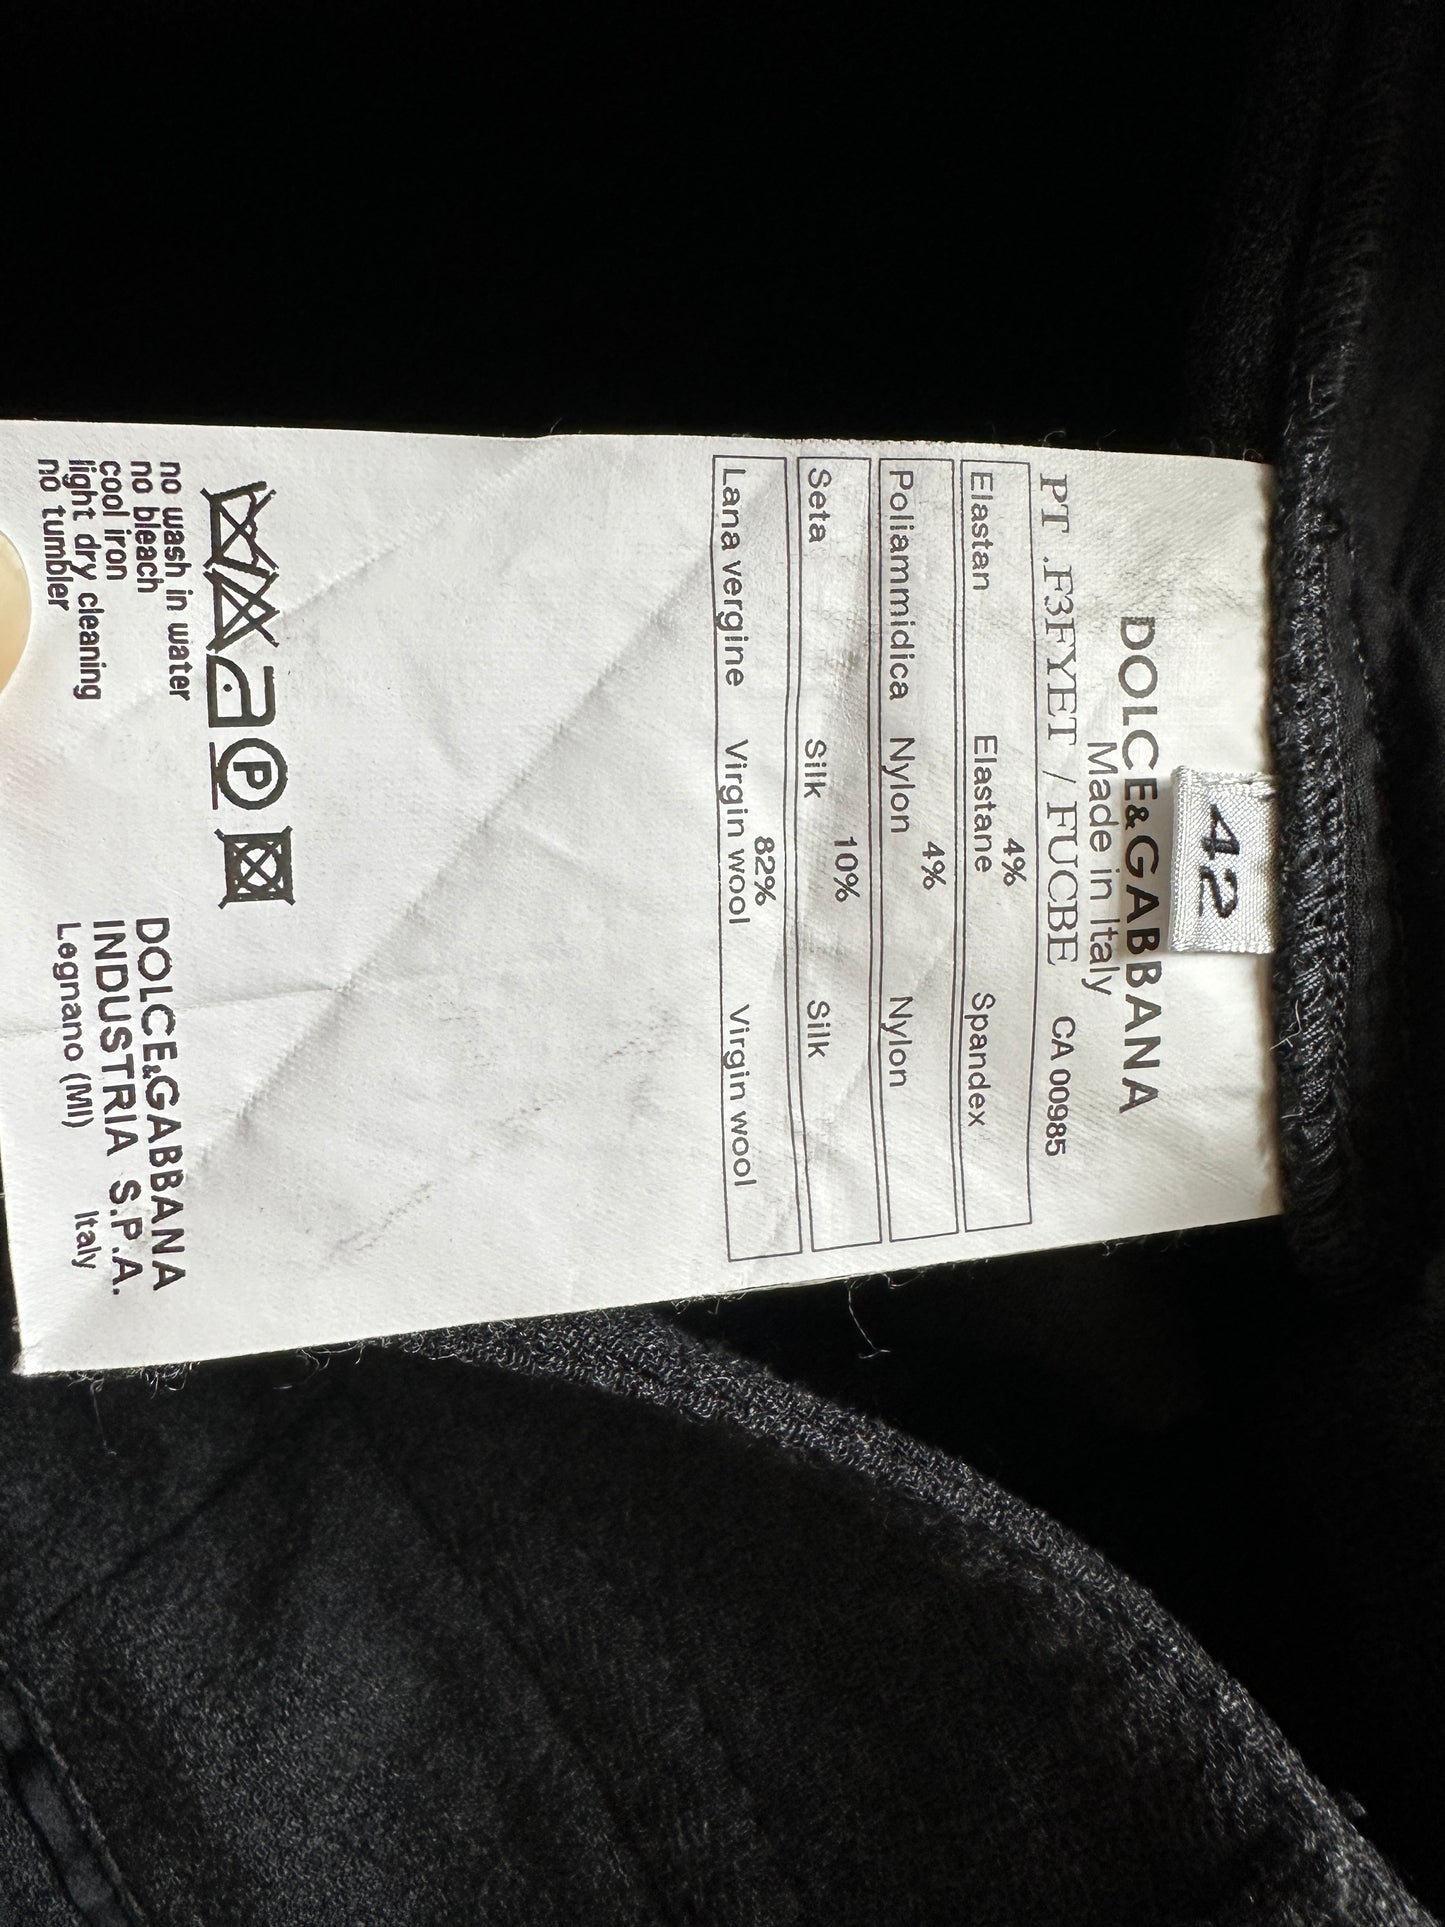 42
DOLCE&GABBANA
Made in Italy
PT .F3FYET / FUCBE CA 00985
4%
Elastan Elastane Spandex
4%
Poliammidica Nylon Nylon
10%
Seta Silk Silk
82%
Lana vergine Virgin wool Virgin wool
P
no wash in water
no bleach
cool iron
light dry cleaning
no tumbler
DOLCE&GABBANA
INDUSTRIA S.P.A.
Legnano (MI) Italy